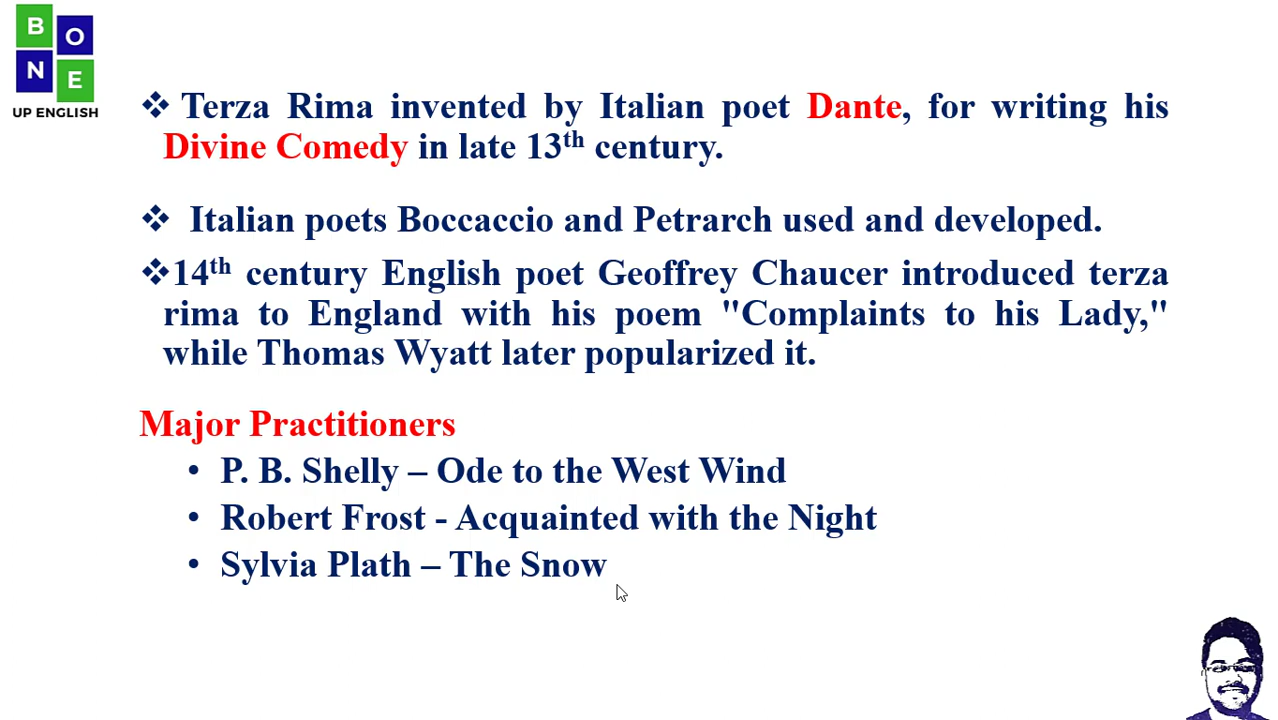 B
O
N
E
UP ENGLISH
❖ Terza Rima invented by Italian poet Dante, for writing his
Divine Comedy in late 13th century.
❖ Italian poets Boccaccio and Petrarch used and developed.
❖14th century English poet Geoffrey Chaucer introduced terza
rima to England with his poem "Complaints to his Lady,"
while Thomas Wyatt later popularized it.
Major Practitioners
• P. B. Shelly – Ode to the West Wind
• Robert Frost - Acquainted with the Night
• Sylvia Plath – The Snow